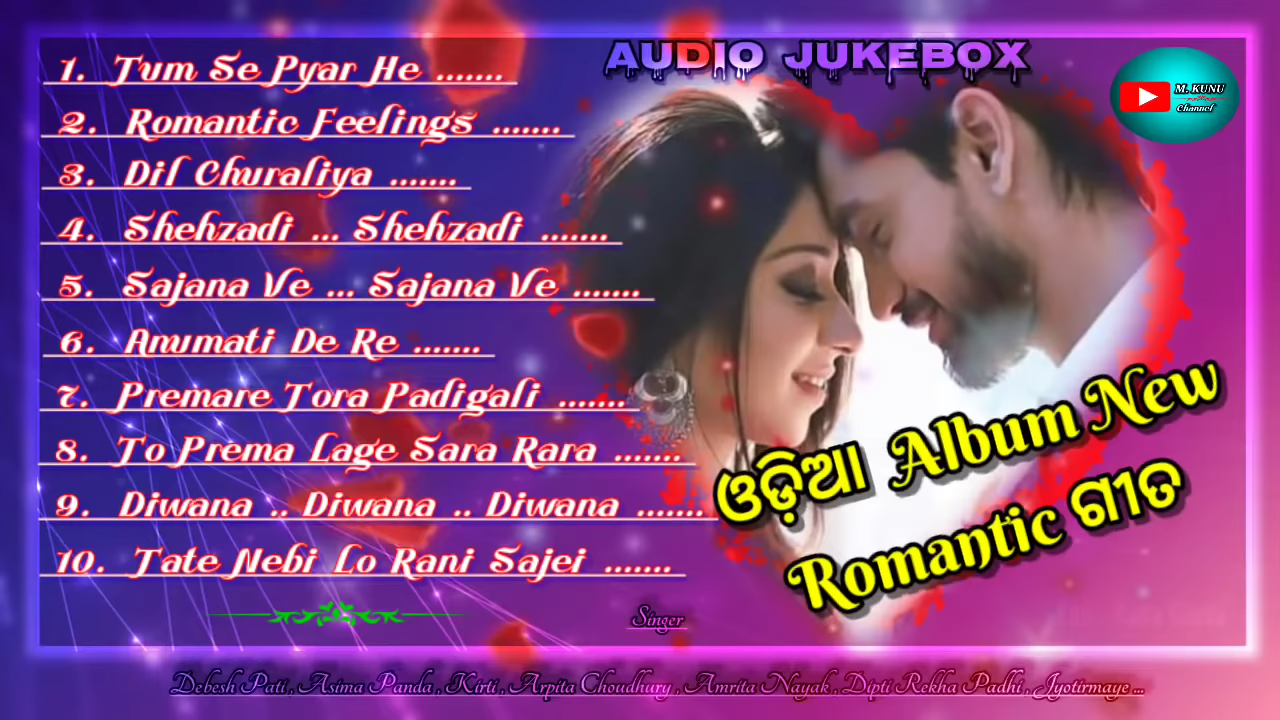 AUDIO JUKEBOX
M. KUNU
Channel
1. Tum Se Pyar He .......
2. Romantic Feelings .......
3. Dil Churaliya .......
4. Shehzadi ... Shehzadi .......
5. Sajana Ve ... Sajana Ve .......
6. Anumati De Re .......
7. Premare Tora Padigali .......
8. To Prema Lage Sara Rara .......
9. Diwana .. Diwana .. Diwana .......
10. Tate Nebi Lo Rani Sajei .......
ଓଡ଼ିଆ Album New
Romantic ଗୀତ
Singer
Debesh Pati , Asima Panda , Kirti , Arpita Choudhury , Amrita Nayak , Dipti Rekha Padhi , Jyotirmaye ...